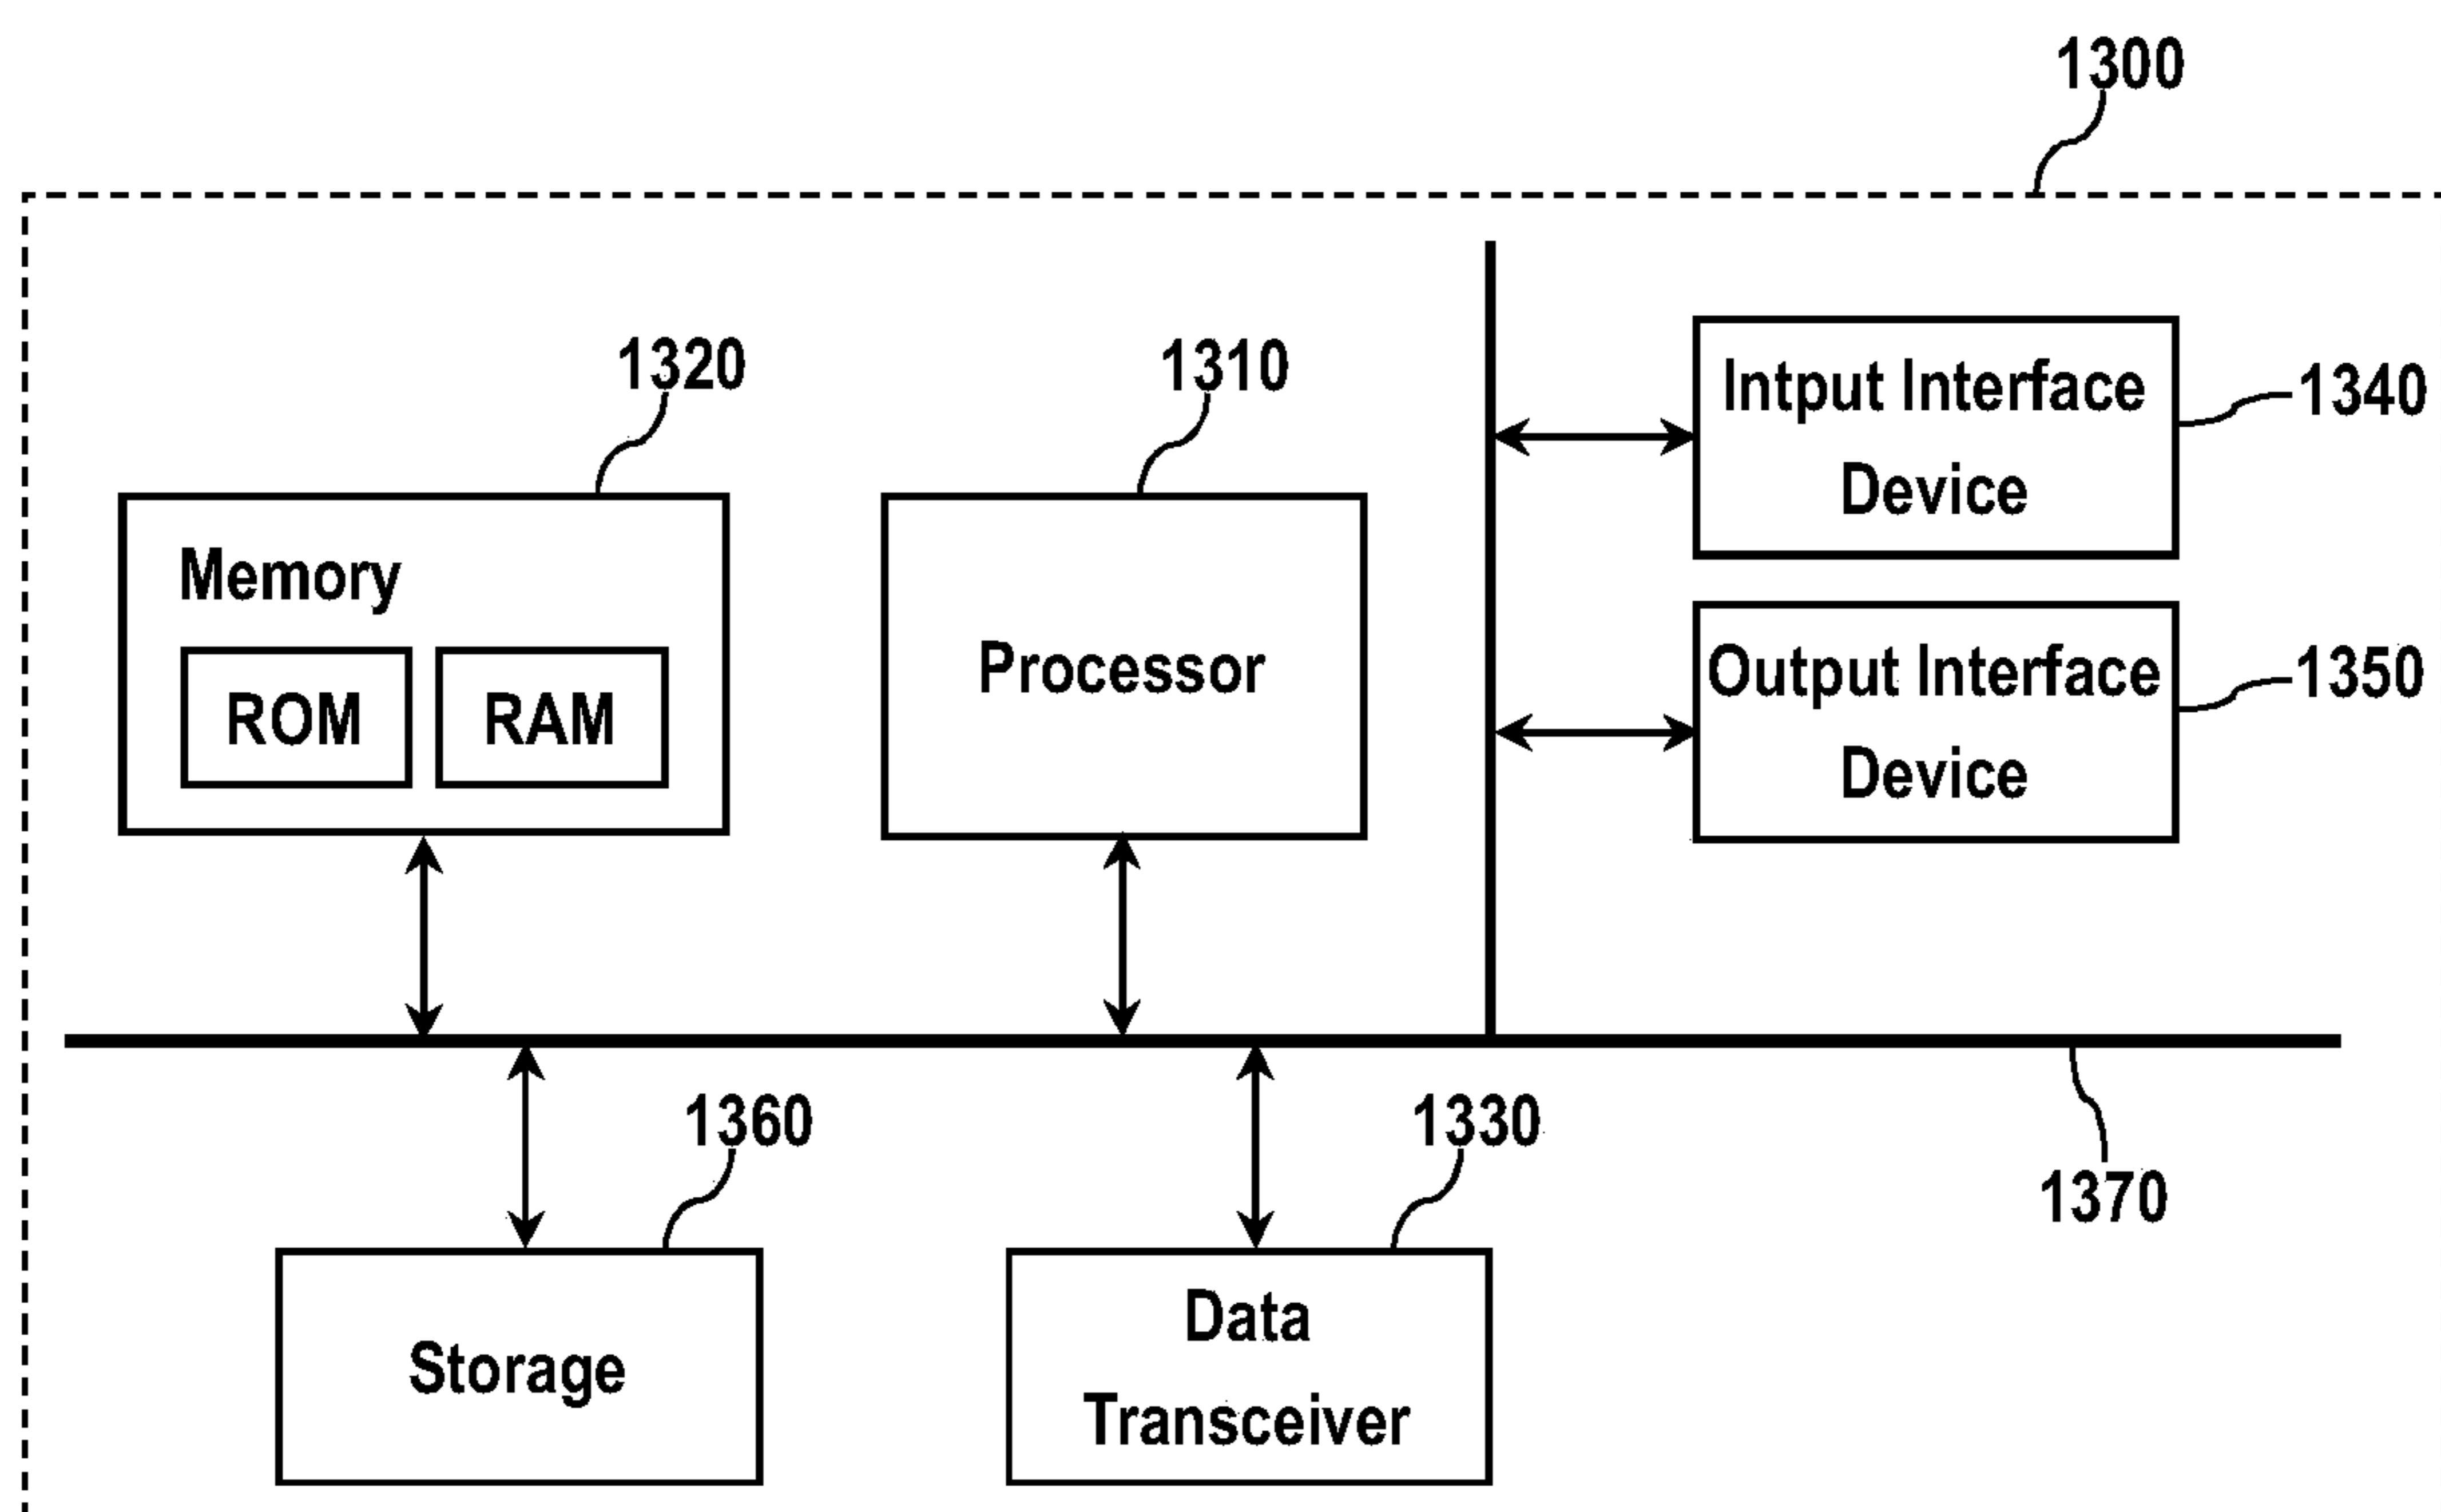 1300
1320
1310
Intput Interface
Device
1340
Memory
ROM
RAM
Processor
Output Interface
Device
1350
1360
1330
1370
Storage
Data
Transceiver